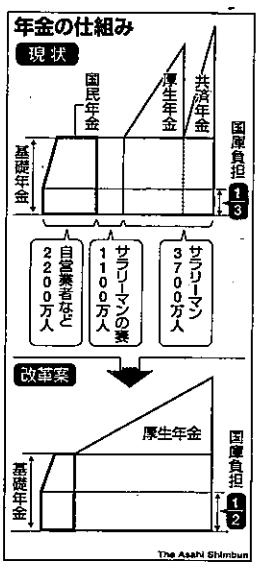 年金の仕組み
現状
国民年金
厚生年金
共済年金
国庫負担
1/3
基礎年金
自営業者など
2200万人
サラリーマンの妻
1100万人
サラリーマン
3700万人
改革案
厚生年金
国庫負担
1/2
基礎年金
The Asahi Shimbun